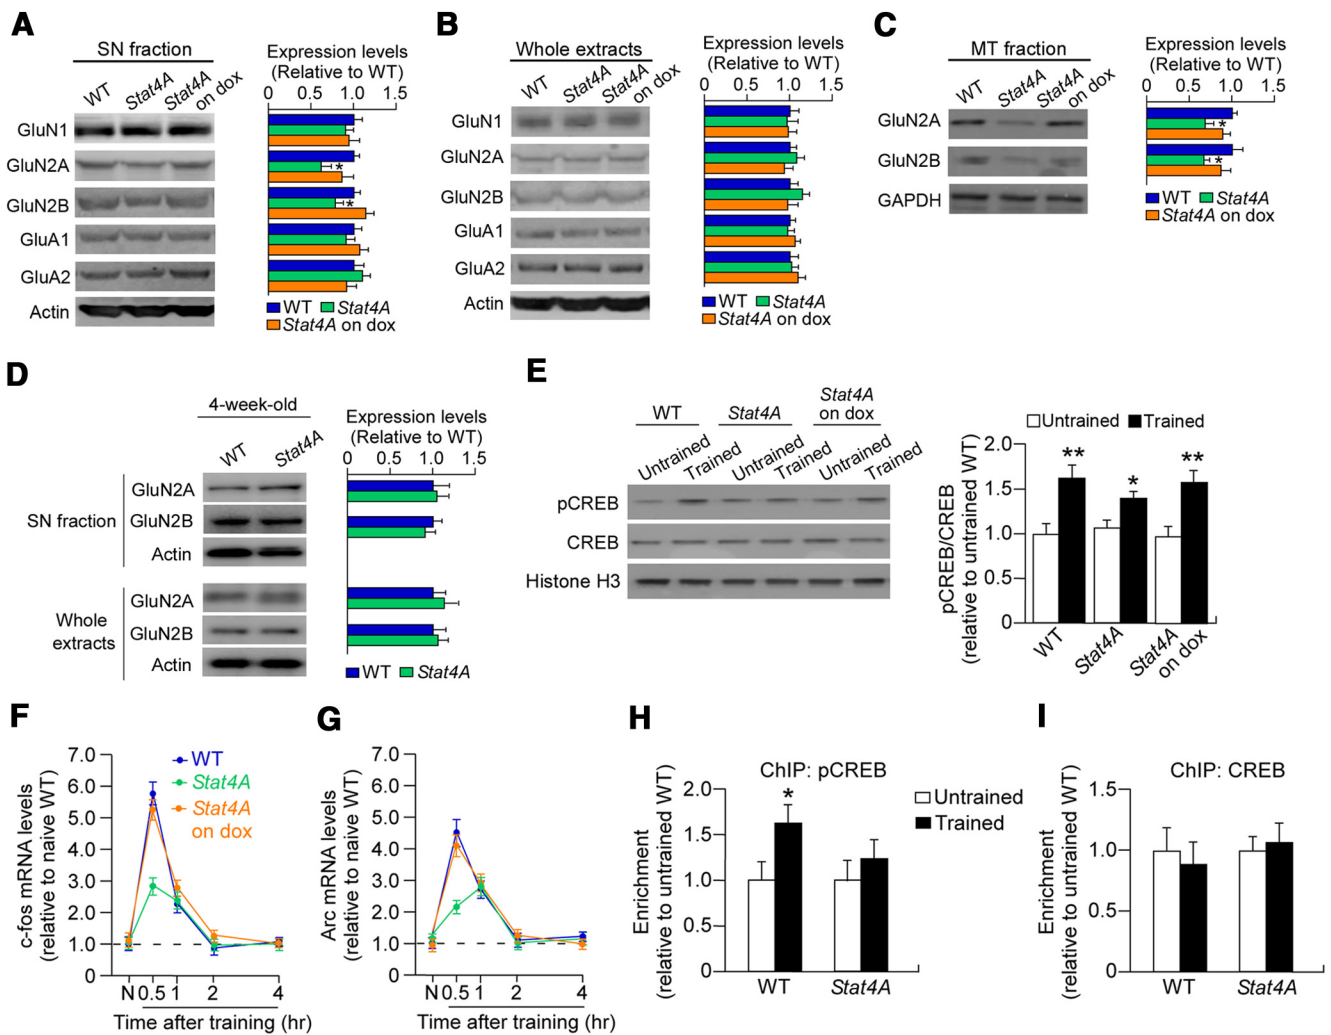 A
SN fraction
WT
Stat4A
Stat4A
on dox
GluN1
GluN2A
GluN2B
GluA1
GluA2
Actin
Expression levels
(Relative to WT)
0 0.5 1.0 1.5
*
*
WT Stat4A
Stat4A on dox
B
Whole extracts
WT
Stat4A
Stat4A
on dox
GluN1
GluN2A
GluN2B
GluA1
GluA2
Actin
Expression levels
(Relative to WT)
0 0.5 1.0 1.5
WT Stat4A
Stat4A on dox
C
MT fraction
WT
Stat4A
Stat4A
on dox
GluN2A
GluN2B
GAPDH
Expression levels
(Relative to WT)
0 0.5 1.0 1.5
*
*
WT Stat4A
Stat4A on dox
D
4-week-old
WT
Stat4A
SN fraction
GluN2A
GluN2B
Actin
Whole
extracts
GluN2A
GluN2B
Actin
Expression levels
(Relative to WT)
0 0.5 1.0 1.5
WT Stat4A
E
WT
Stat4A
Stat4A
on dox
Untrained
Trained
Untrained
Trained
Untrained
Trained
pCREB
CREB
Histone H3
Untrained Trained
pCREB/CREB
(relative to untrained WT)
2.0
1.5
1.0
0.5
0
**
*
**
WT
Stat4A
Stat4A
on dox
F
c-fos mRNA levels
(relative to naive WT)
7.0
6.0
5.0
4.0
3.0
2.0
1.0
0
WT
Stat4A
Stat4A
on dox
N 0.5 1 2 4
Time after training (hr)
G
Arc mRNA levels
(relative to naive WT)
7.0
6.0
5.0
4.0
3.0
2.0
1.0
0
N 0.5 1 2 4
Time after training (hr)
H
ChIP: pCREB
Enrichment
(relative to untrained WT)
2.0
1.5
1.0
0.5
0
*
Untrained
Trained
WT Stat4A
I
ChIP: CREB
Enrichment
(relative to untrained WT)
1.5
1.0
0.5
0
WT Stat4A